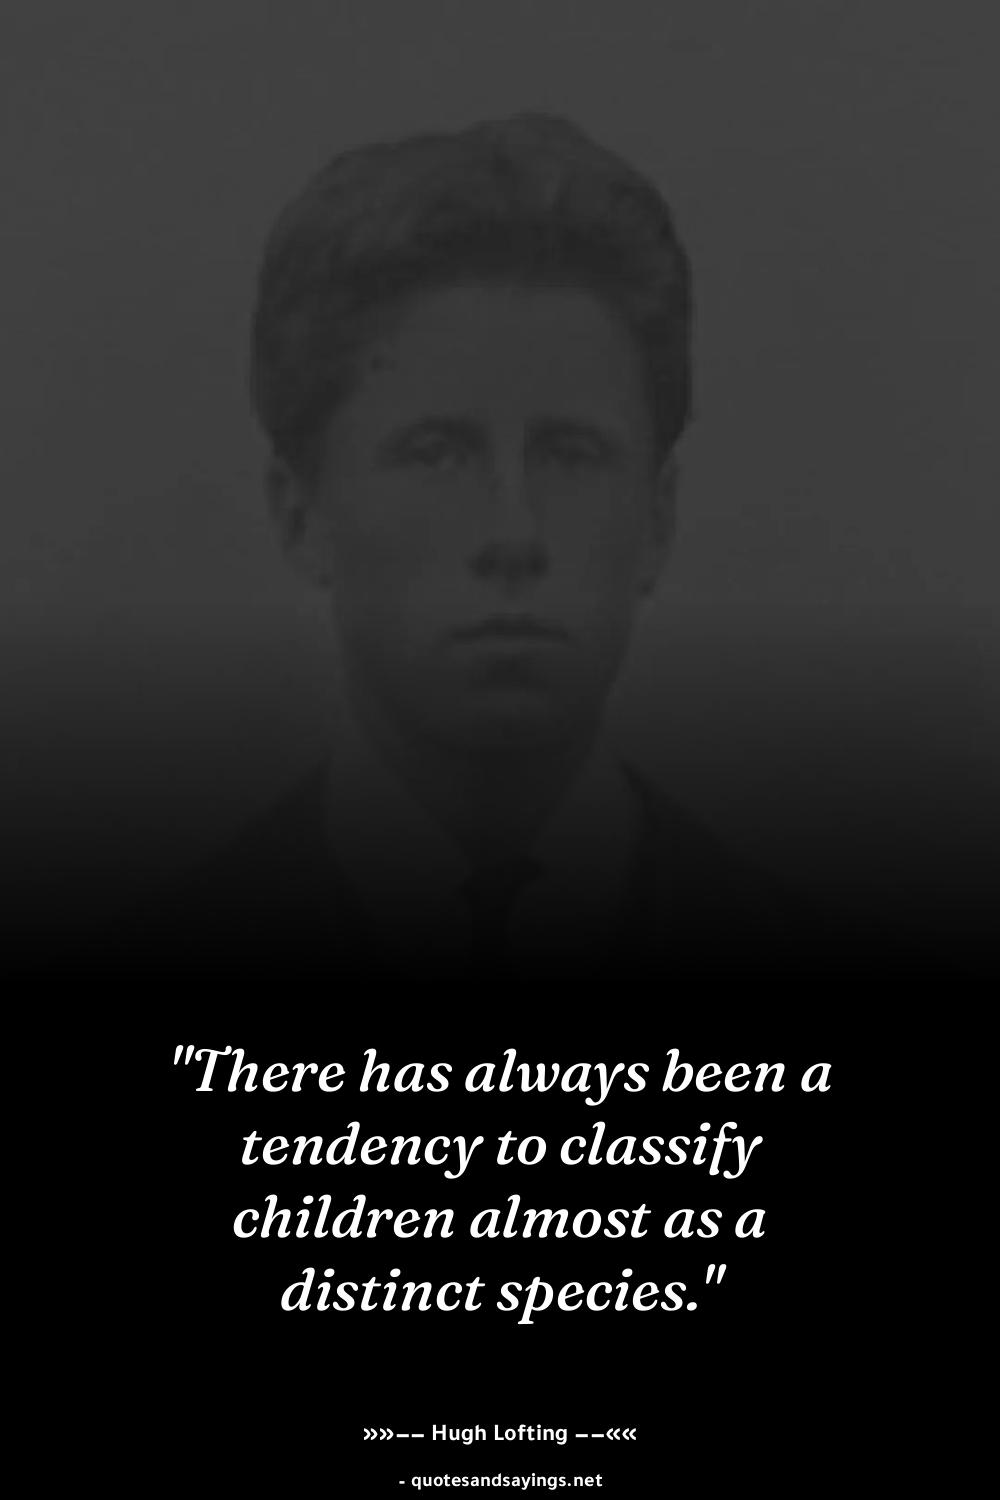 "There has always been a
tendency to classify
children almost as a
distinct species."
»»–– Hugh Lofting ––««
- quotesandsayings.net